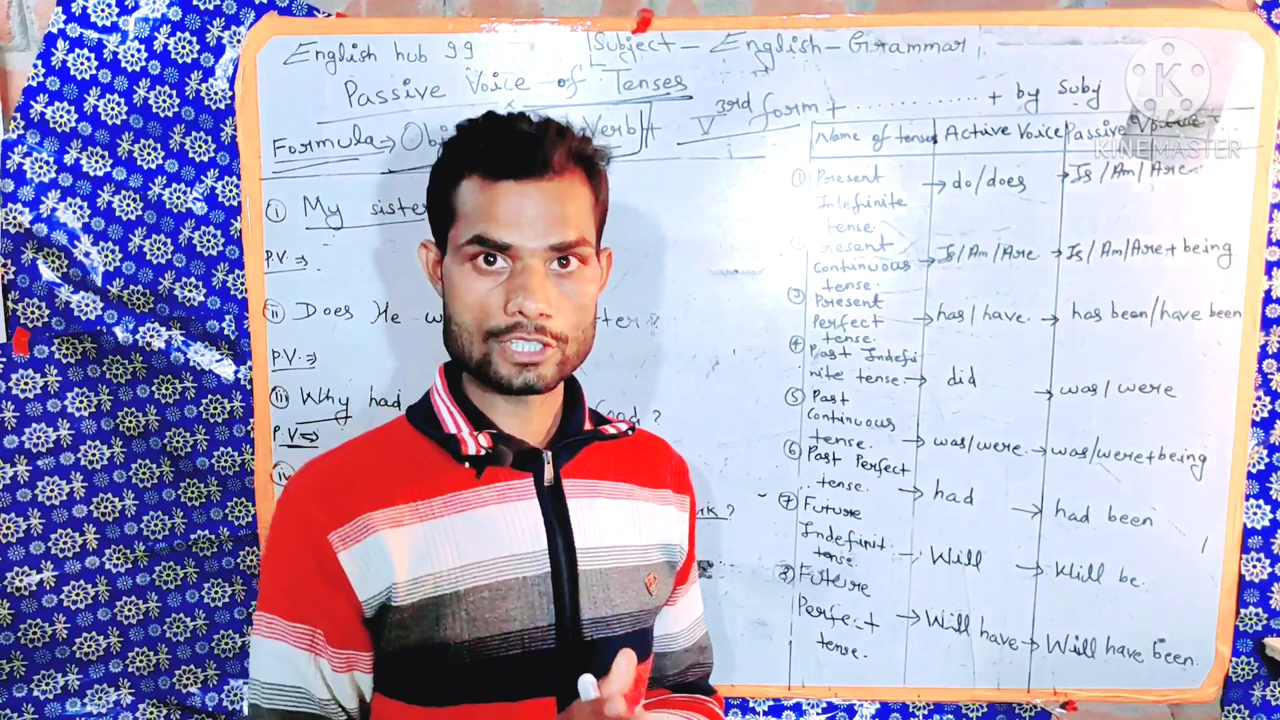 English hub 99
Subject - English - Grammar
Passive Voice of Tenses
Formula → Verb + V 3rd form + .............. + by Subj
K
KINEMASTER
Name of tense Active Voice Passive Voice
① Present Indefinite tense. → do/does → Is/Am/Are
Present continuous tense. → Is/Am/Are → Is/Am/Are + being
③ Present Perfect tense. → has/have. → has been/have been
④ Past Indefinite tense → did → was/were
⑤ Past Continuous tense. → was/were. → was/were+being
⑥ Past Perfect tense. → had → had been
⑦ Future Indefinit tense. → Will → Will be.
⑧ Future Perfect tense. → Will have → Will have been.
(i) My sister
P.V. ⇒
(ii) Does He ?
P.V. ⇒
(iii) Why had ?
P.V. ⇒
(iv) ?